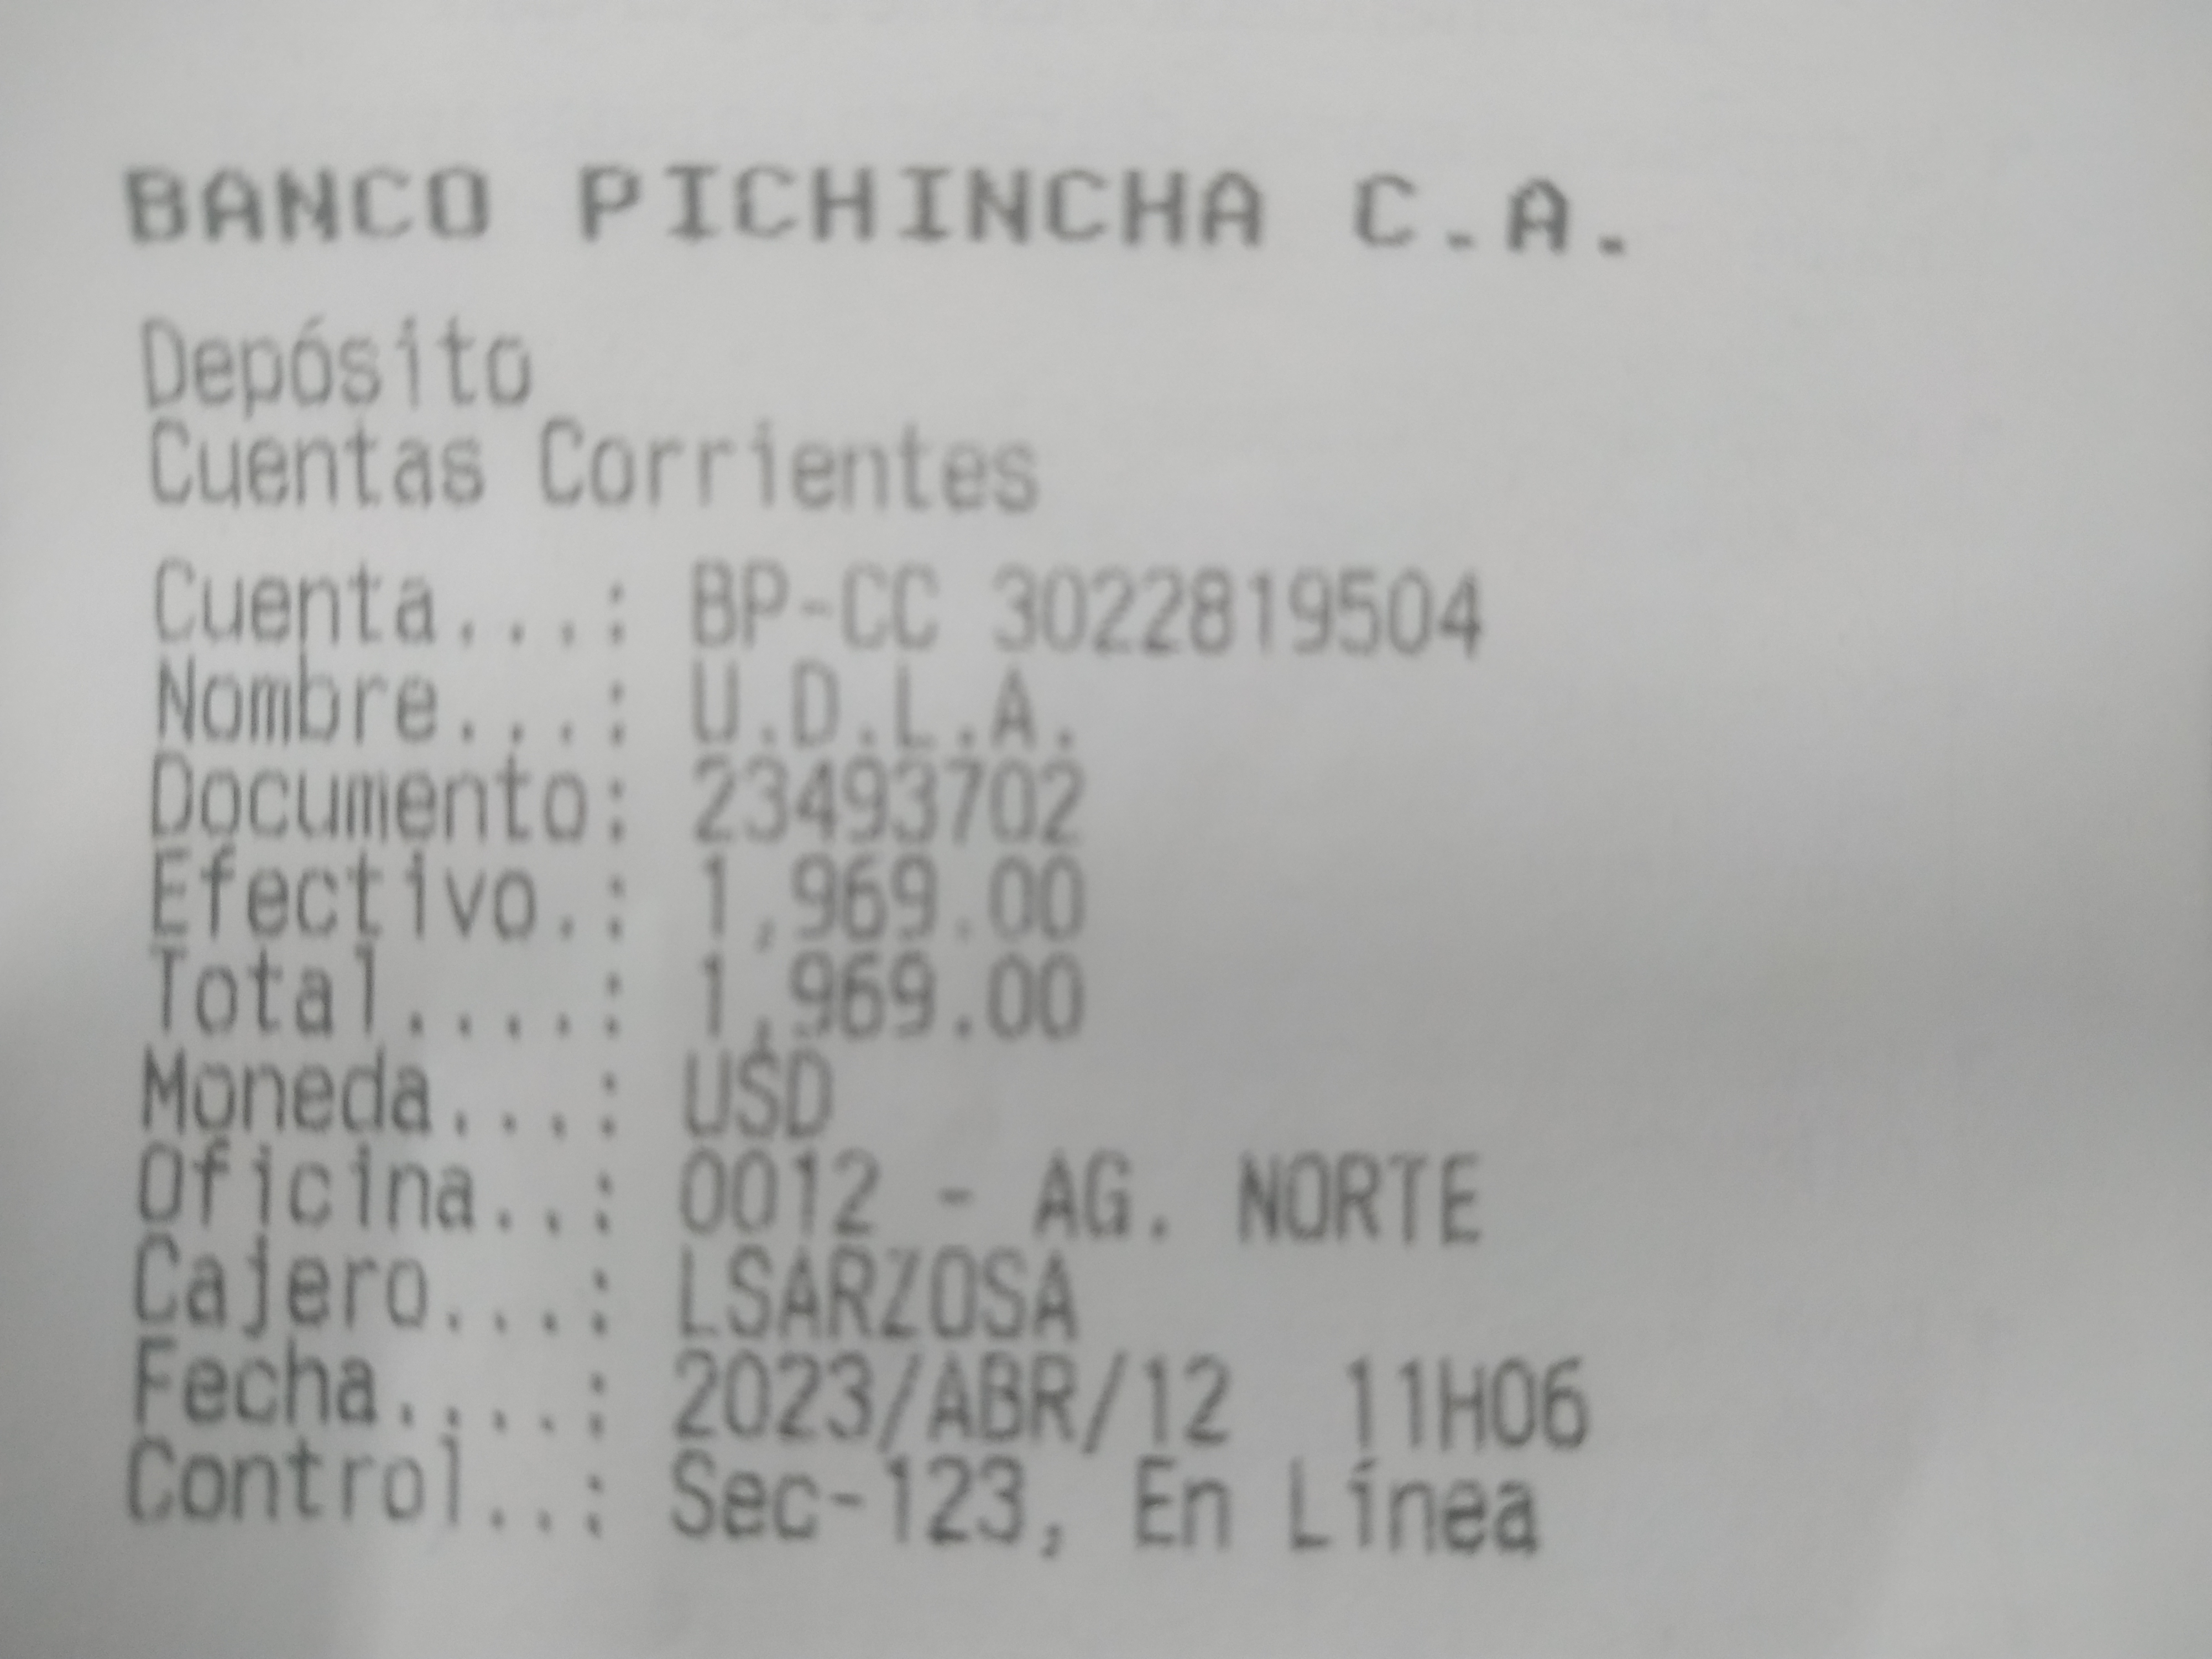 BANCO PICHINCHA C.A.
Depósito
Cuentas Corrientes
Cuenta...: BP-CC 3022819504
Nombre...: U.D.L.A.
Documento: 23493702
Efectivo.: 1,969.00
Total....: 1,969.00
Moneda...: USD
Oficina..: 0012 - AG. NORTE
Cajero...: LSARZOSA
Fecha....: 2023/ABR/12 11H06
Control..: Sec-123, En Línea